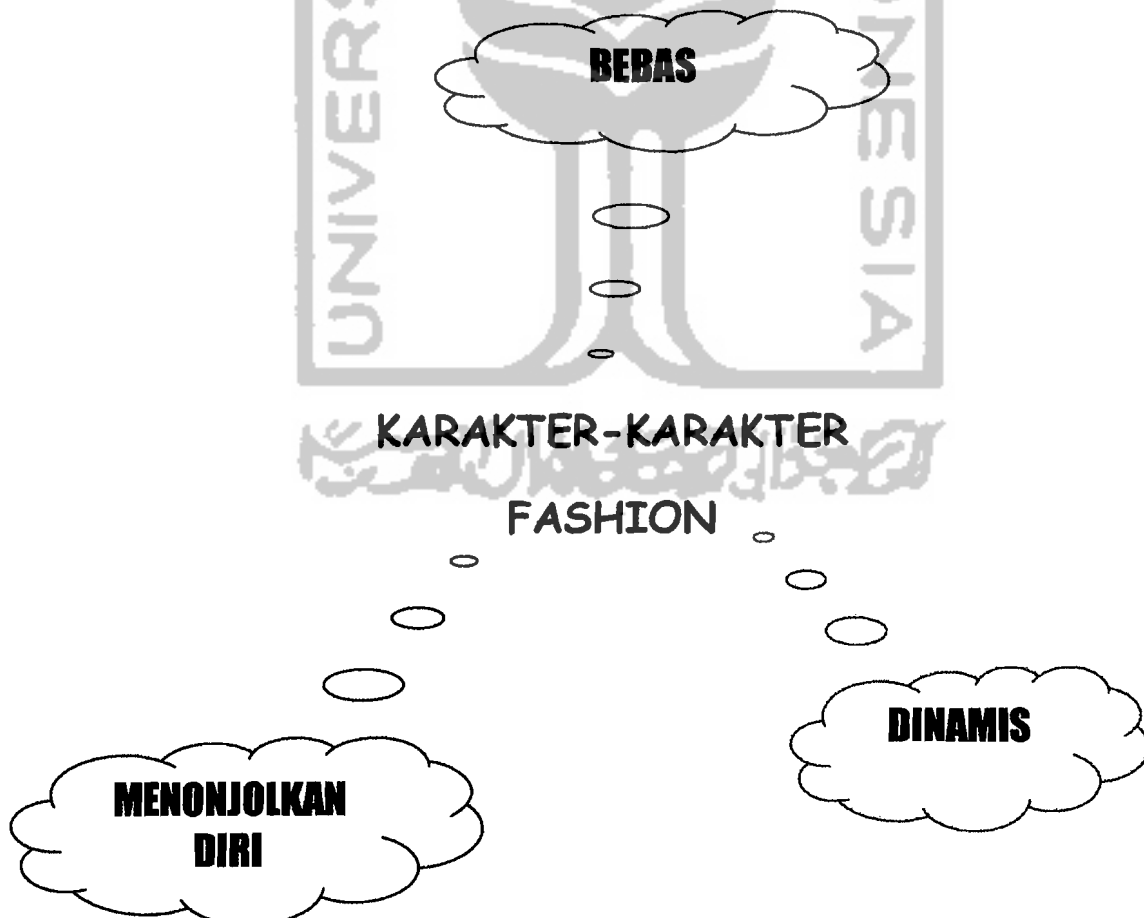 BEBAS
KARAKTER-KARAKTER
FASHION
DINAMIS
MENONJOLKAN
DIRI